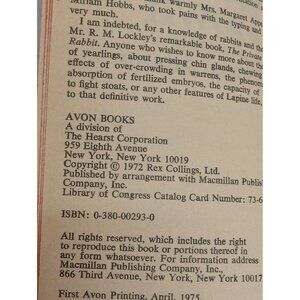 Miriam Hobbs, who took pains with the typing and
I am indebted, for a knowledge of rabbits and the
Mr. R. M. Lockley's remarkable book, The Private
Rabbit. Anyone who wishes to know more about the
of yearlings, about pressing chin glands, chewing
effects of over-crowding in warrens, the phenom
absorption of fertilized embryos, the capacity of
to fight stoats, or any other features of Lapine life,
to that definitive work.
AVON BOOKS
A division of
The Hearst Corporation
959 Eighth Avenue
New York, New York 10019
Copyright © 1972 Rex Collings, Ltd.
Published by arrangement with Macmillan Publish
Company, Inc.
Library of Congress Catalog Card Number: 73-6
ISBN: 0-380-00293-0
All rights reserved, which includes the right
to reproduce this book or portions thereof in
any form whatsoever. For information address
Macmillan Publishing Company, Inc.,
866 Third Avenue, New York, New York 10017
First Avon Printing, April, 1975